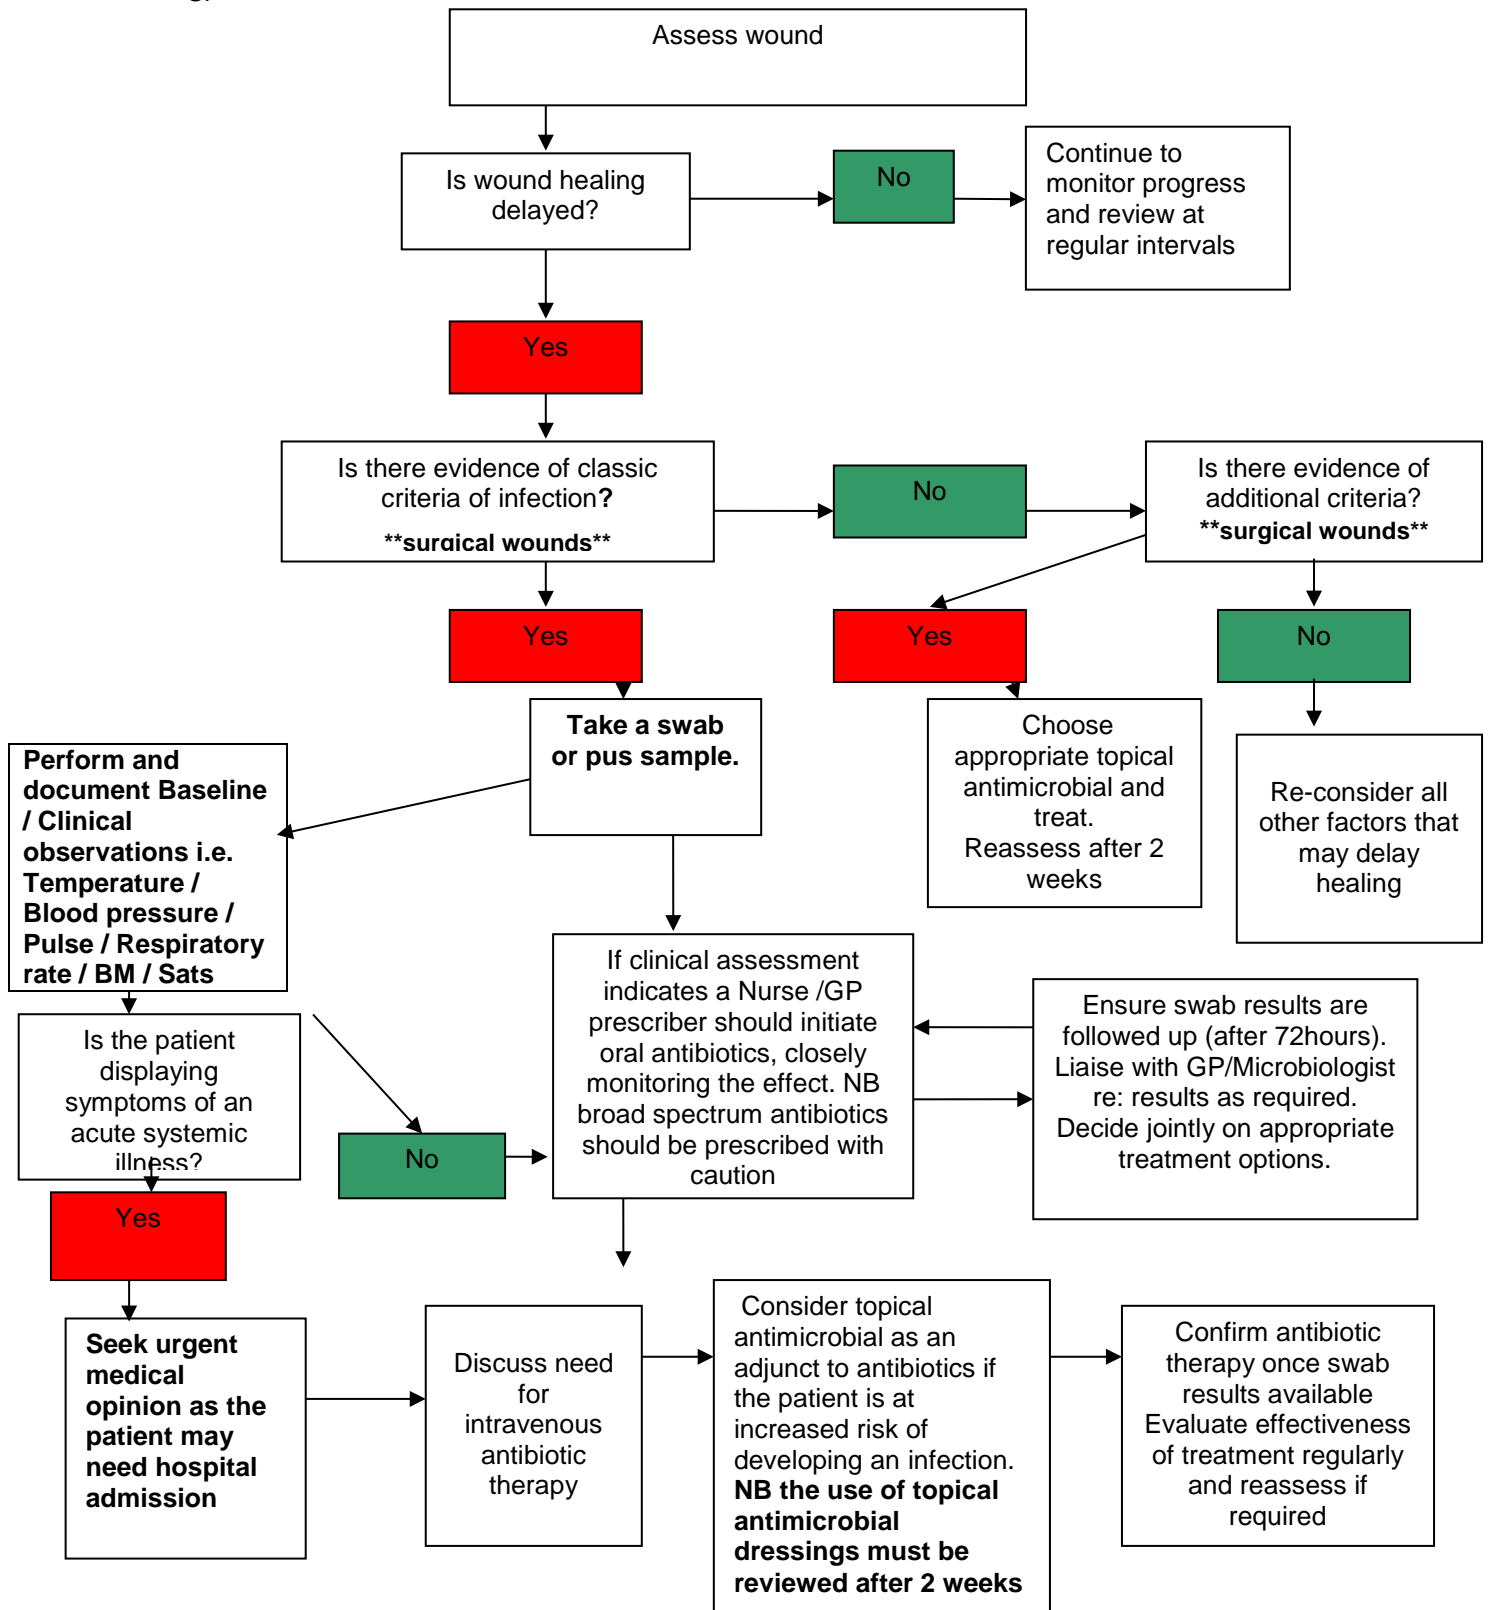 Assess wound
Is wound healing
delayed?
No
Continue to
monitor progress
and review at
regular intervals
Yes
Is there evidence of classic
criteria of infection?
**surgical wounds**
No
Is there evidence of
additional criteria?
**surgical wounds**
Yes
Yes
No
Take a swab
or pus sample.
Choose
appropriate topical
antimicrobial and
treat.
Reassess after 2
weeks
Re-consider all
other factors that
may delay
healing
Perform and
document Baseline
/ Clinical
observations i.e.
Temperature /
Blood pressure /
Pulse / Respiratory
rate / BM / Sats
If clinical assessment
indicates a Nurse /GP
prescriber should initiate
oral antibiotics, closely
monitoring the effect. NB
broad spectrum antibiotics
should be prescribed with
caution
Ensure swab results are
followed up (after 72hours).
Liaise with GP/Microbiologist
re: results as required.
Decide jointly on appropriate
treatment options.
Is the patient
displaying
symptoms of an
acute systemic
illness?
No
Yes
Seek urgent
medical
opinion as the
patient may
need hospital
admission
Discuss need
for
intravenous
antibiotic
therapy
Consider topical
antimicrobial as an
adjunct to antibiotics if
the patient is at
increased risk of
developing an infection.
NB the use of topical
antimicrobial
dressings must be
reviewed after 2 weeks
Confirm antibiotic
therapy once swab
results available
Evaluate effectiveness
of treatment regularly
and reassess if
required